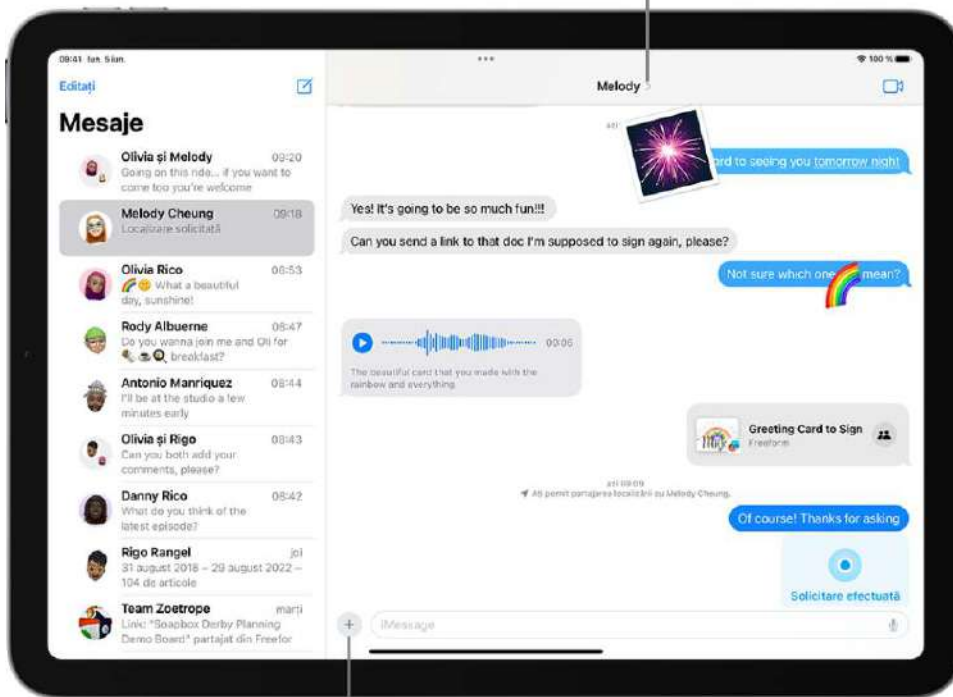 09:41 lun. 5 iun.
100 %
Editați
Mesaje
Olivia și Melody 09:20
Going on this ride... if you want to
come too you're welcome
Melody Cheung 09:18
Localizare solicitată
Olivia Rico 08:53
🌈🙂 What a beautiful
day, sunshine!
Rody Albuerne 08:47
Do you wanna join me and Oli for
🥓☕🍳 breakfast?
Antonio Manriquez 08:44
I'll be at the studio a few
minutes early
Olivia și Rigo 08:43
Can you both add your
comments, please?
Danny Rico 08:42
What do you think of the
latest episode?
Rigo Rangel joi
31 august 2018 – 29 august 2022 –
104 de articole
Team Zoetrope marți
Link: "Soapbox Derby Planning
Demo Board" partajat din Freefor
Melody
to seeing you tomorrow night
Yes! It's going to be so much fun!!!
Can you send a link to that doc I'm supposed to sign again, please?
Not sure which one mean?
00:06
The beautiful card that you made with the
rainbow and everything
Greeting Card to Sign
Freeform
azi 09:09
Ați permis partajarea localizării cu Melody Cheung.
Of course! Thanks for asking
Solicitare efectuată
iMessage